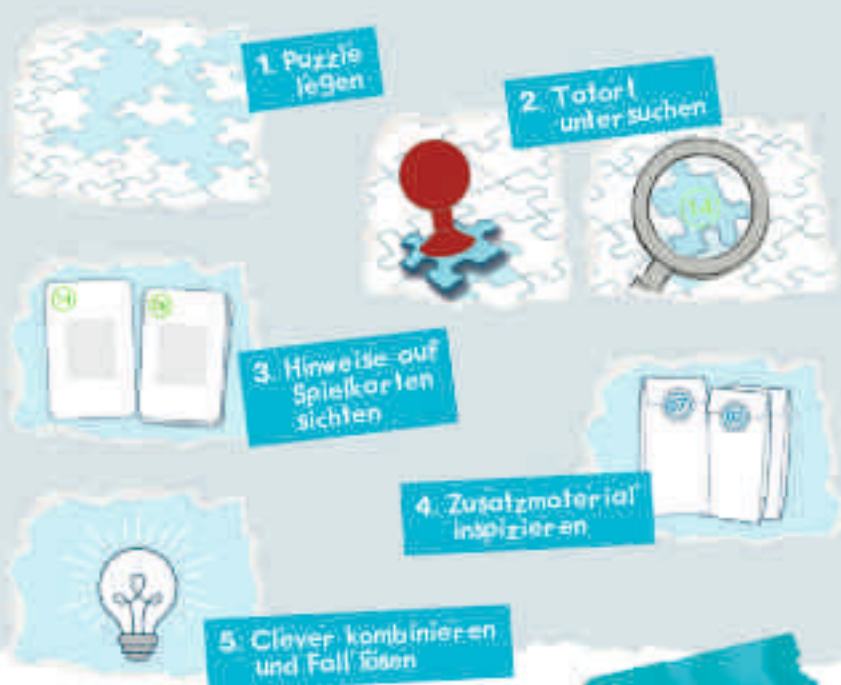 1. Puzzle
legen
2. Tatort
untersuchen
14
3. Hinweise auf
Spielkarten
sichten
4. Zusatzmaterial
inspizieren
5. Clever kombinieren
und Fall lösen